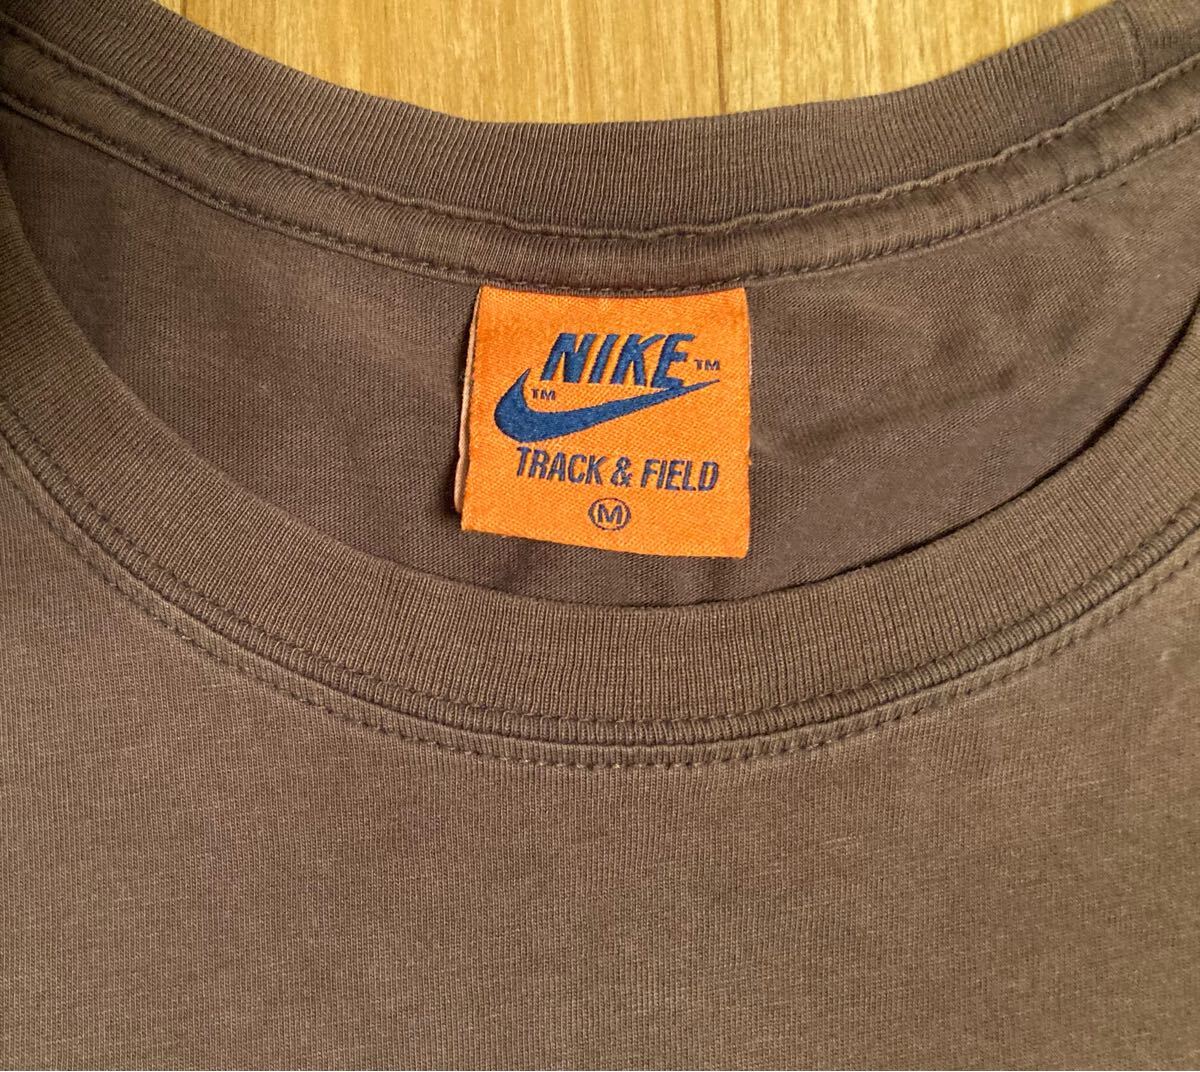 NIKE™
™
TRACK & FIELD
M